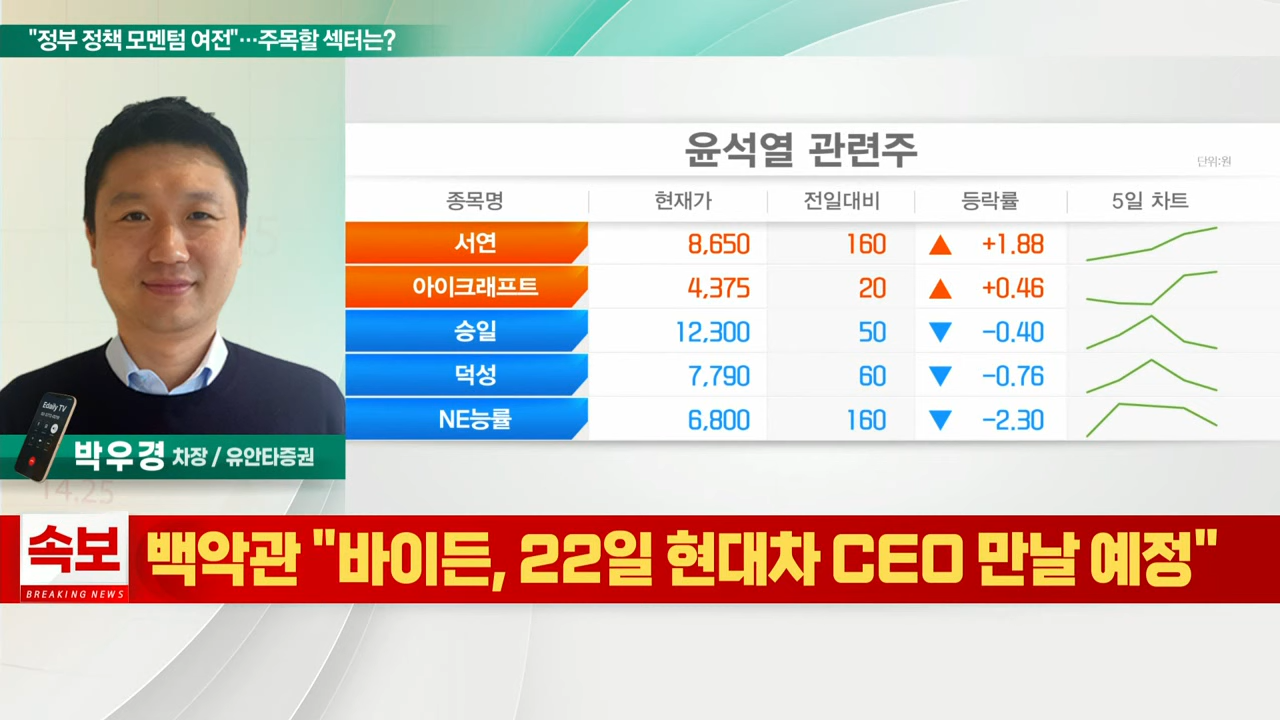 "정부 정책 모멘텀 여전"…주목할 섹터는?
윤석열 관련주
단위:원
종목명 현재가 전일대비 등락률 5일 차트
서연 8,650 160 ▲ +1.88
아이크래프트 4,375 20 ▲ +0.46
승일 12,300 50 ▼ -0.40
덕성 7,790 60 ▼ -0.76
NE능률 6,800 160 ▼ -2.30
Edaily TV
박우경 차장 / 유안타증권
14.25
속보
BREAKING NEWS
백악관 "바이든, 22일 현대차 CEO 만날 예정"